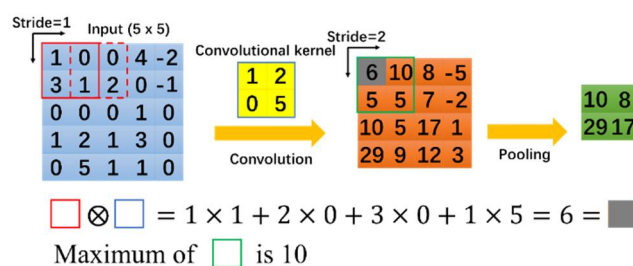 Stride=1
Input (5 x 5)
1 0 0 4 -2
3 1 2 0 -1
0 0 0 1 0
1 2 1 3 0
0 5 1 1 0
Convolutional kernel
1 2
0 5
Convolution
Stride=2
6 10 8 -5
5 5 7 -2
10 5 17 1
29 9 12 3
Pooling
10 8
29 17
⊗ = 1 × 1 + 2 × 0 + 3 × 0 + 1 × 5 = 6 =
Maximum of is 10